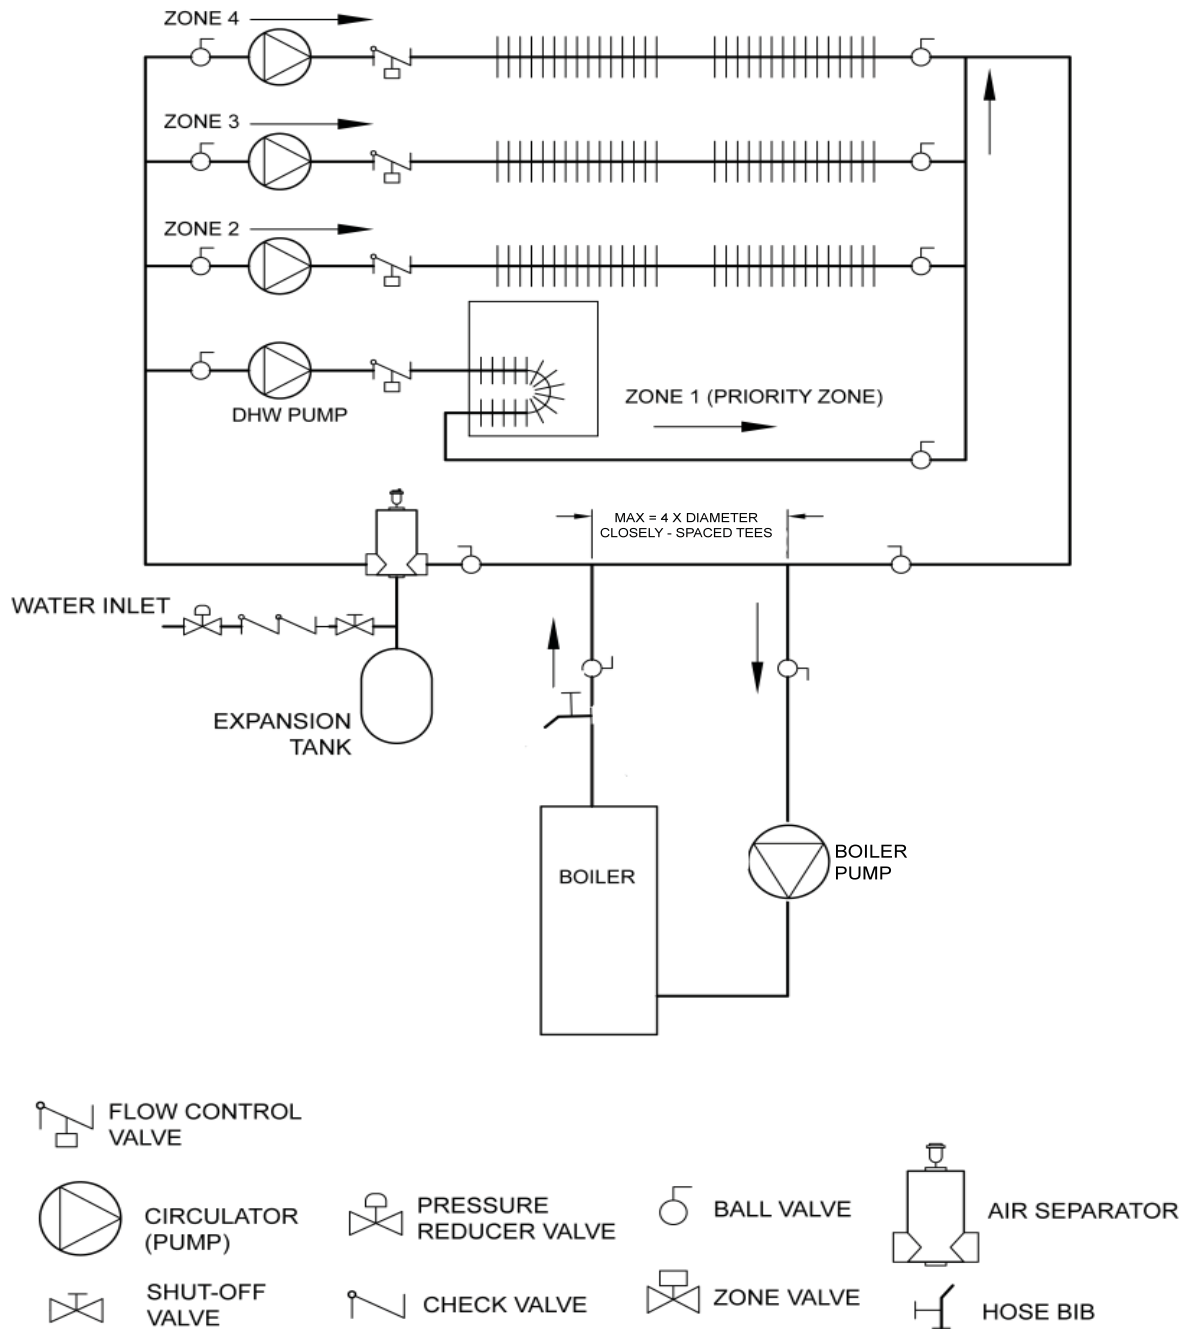 ZONE 4
ZONE 3
ZONE 2
DHW PUMP
ZONE 1 (PRIORITY ZONE)
MAX = 4 X DIAMETER
CLOSELY - SPACED TEES
WATER INLET
EXPANSION
TANK
BOILER
BOILER
PUMP
FLOW CONTROL
VALVE
CIRCULATOR
(PUMP)
PRESSURE
REDUCER VALVE
BALL VALVE
AIR SEPARATOR
SHUT-OFF
VALVE
CHECK VALVE
ZONE VALVE
HOSE BIB